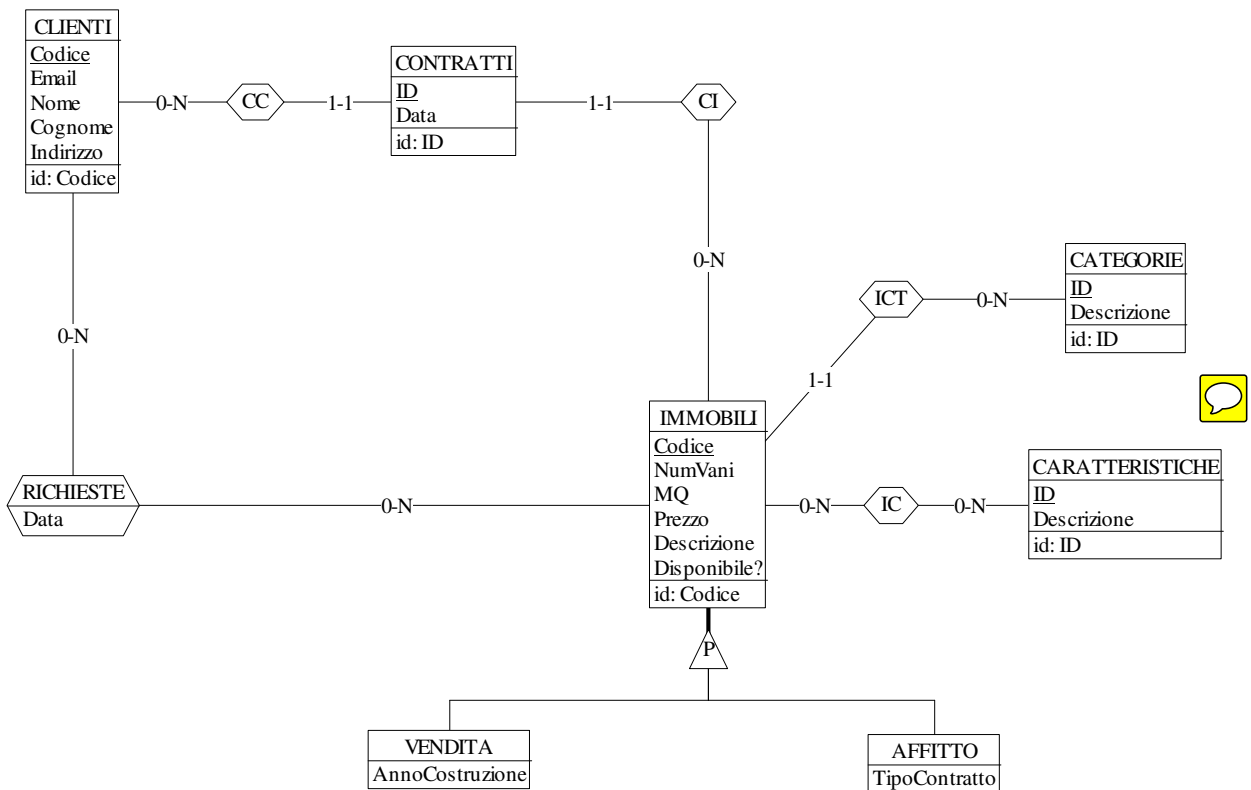 CLIENTI
Codice
Email
Nome
Cognome
Indirizzo
id: Codice
0-N
CC
1-1
CONTRATTI
ID
Data
id: ID
1-1
CI
0-N
0-N
CATEGORIE
ID
Descrizione
id: ID
ICT
0-N
1-1
RICHIESTE
Data
0-N
IMMOBILI
Codice
NumVani
MQ
Prezzo
Descrizione
Disponibile?
id: Codice
0-N
IC
0-N
CARATTERISTICHE
ID
Descrizione
id: ID
P
VENDITA
AnnoCostruzione
AFFITTO
TipoContratto